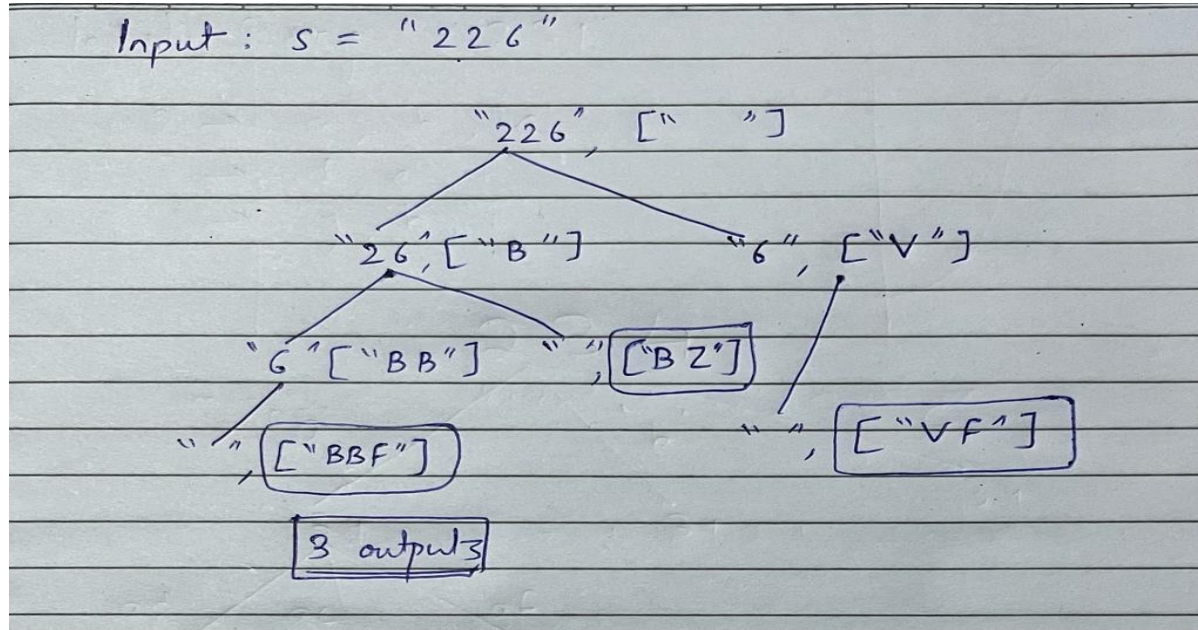 Input : S = "226"
"226", [" "]
"26", ["B"] "6", ["V"]
"6" ["BB"] " ", ["BZ"]
" ", ["BBF"] " ", ["VF"]
3 outputs